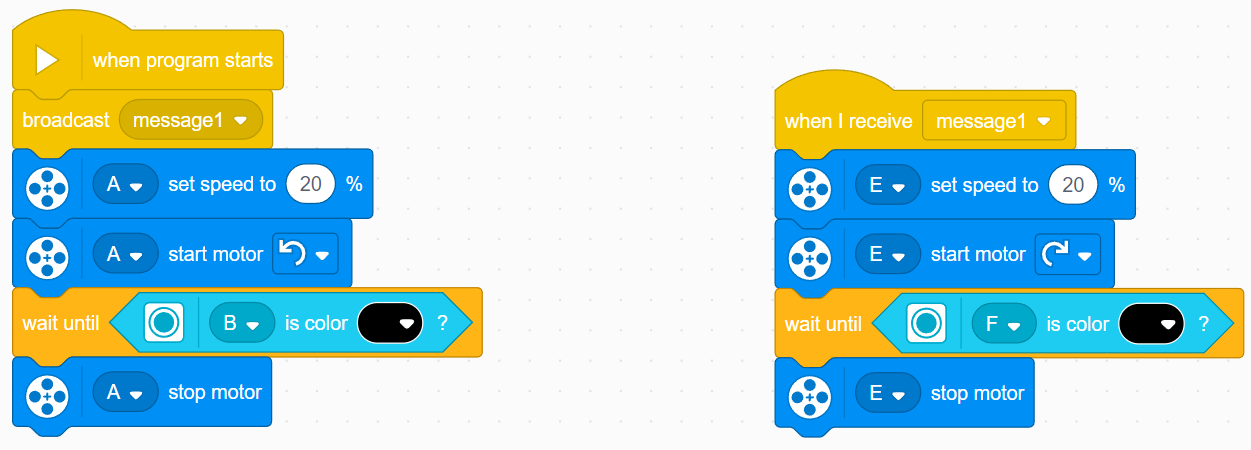 when program starts
broadcast message1
A set speed to 20 %
A start motor
wait until B is color ?
A stop motor
when I receive message1
E set speed to 20 %
E start motor
wait until F is color ?
E stop motor